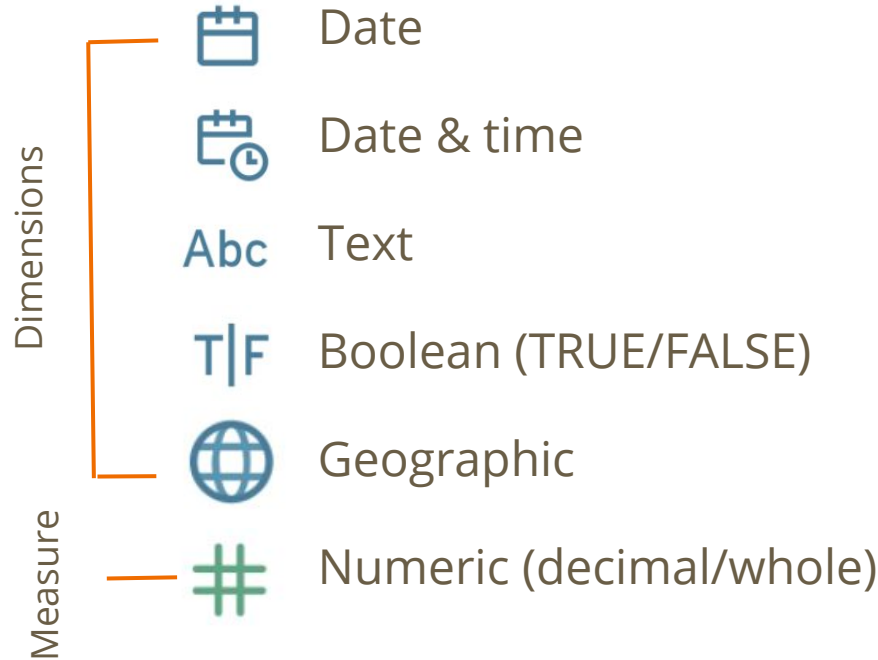 Dimensions
Date
Date & time
Abc Text
T|F Boolean (TRUE/FALSE)
Geographic
Measure
Numeric (decimal/whole)